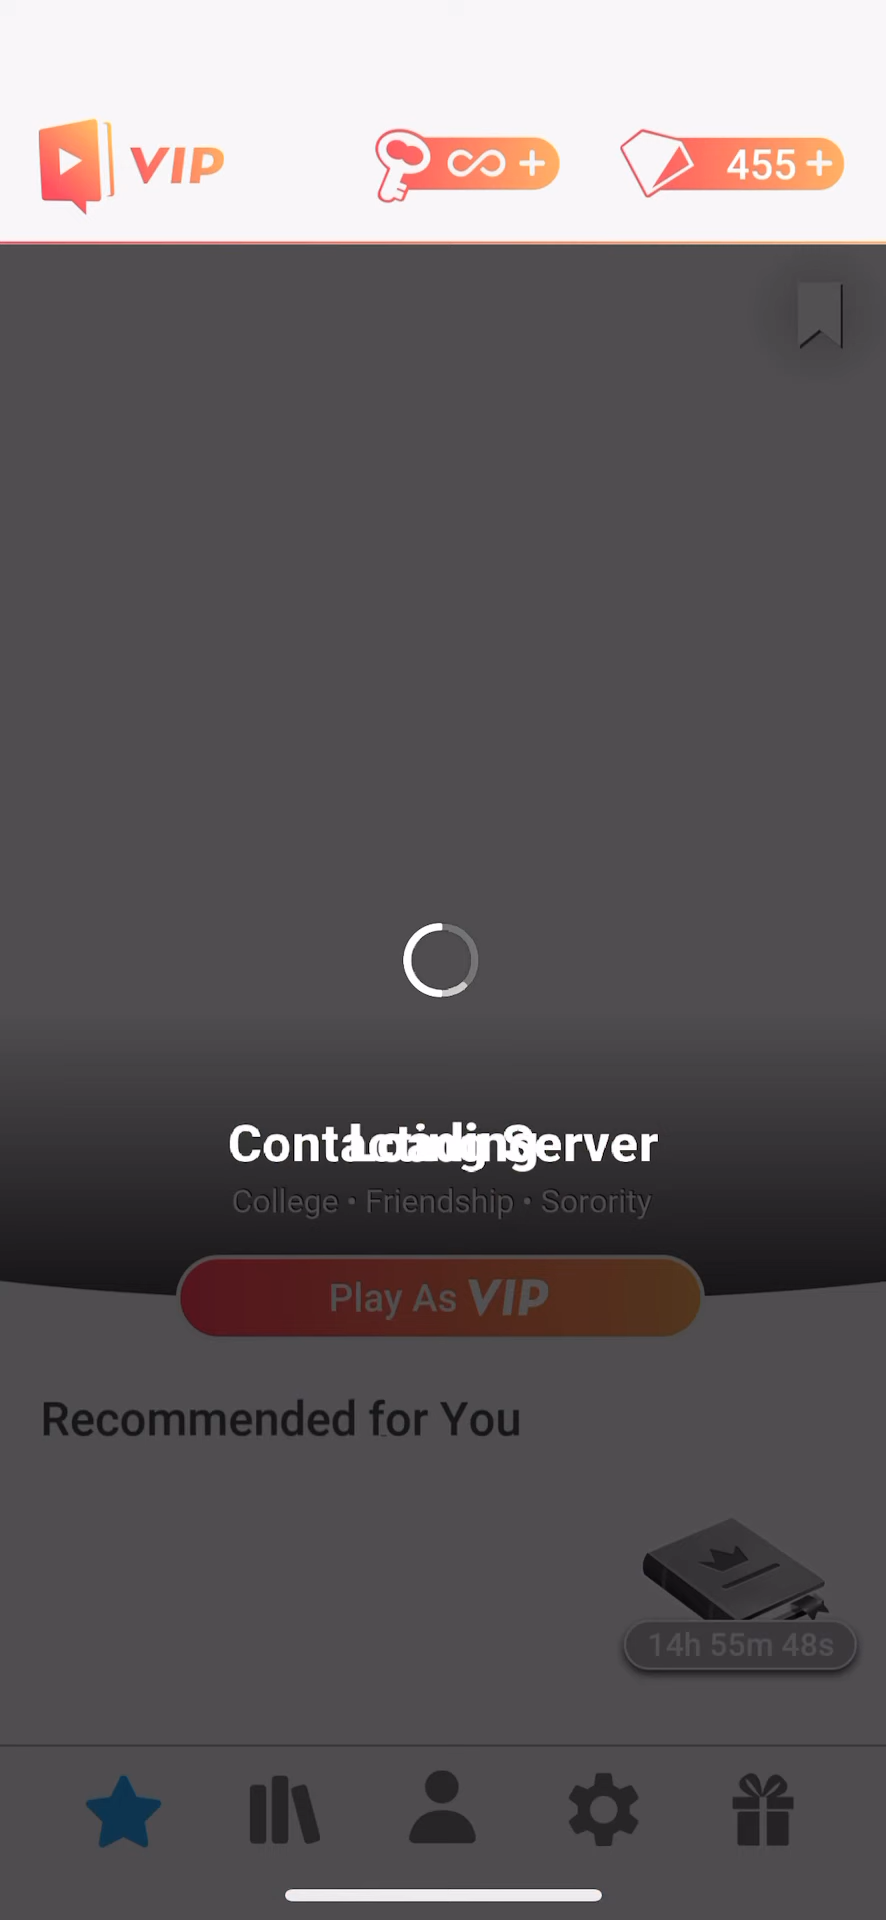 VIP
∞ +
455 +
Contacting Server
Loading
College • Friendship • Sorority
Play As VIP
Recommended for You
14h 55m 48s